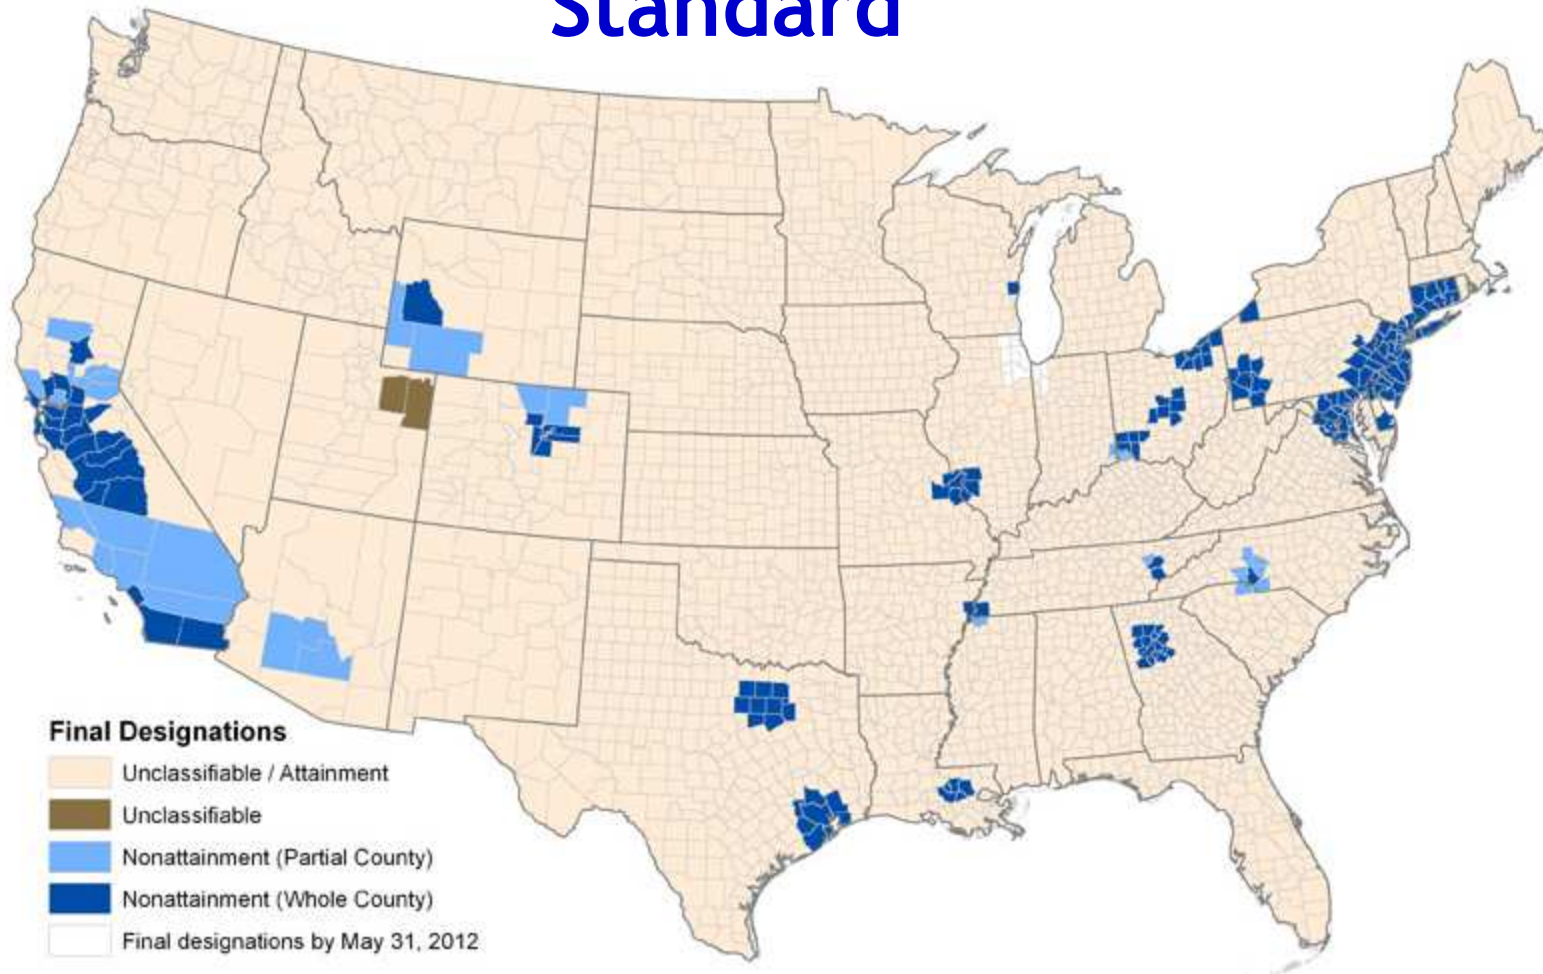 Standard
Final Designations
Unclassifiable / Attainment
Unclassifiable
Nonattainment (Partial County)
Nonattainment (Whole County)
Final designations by May 31, 2012